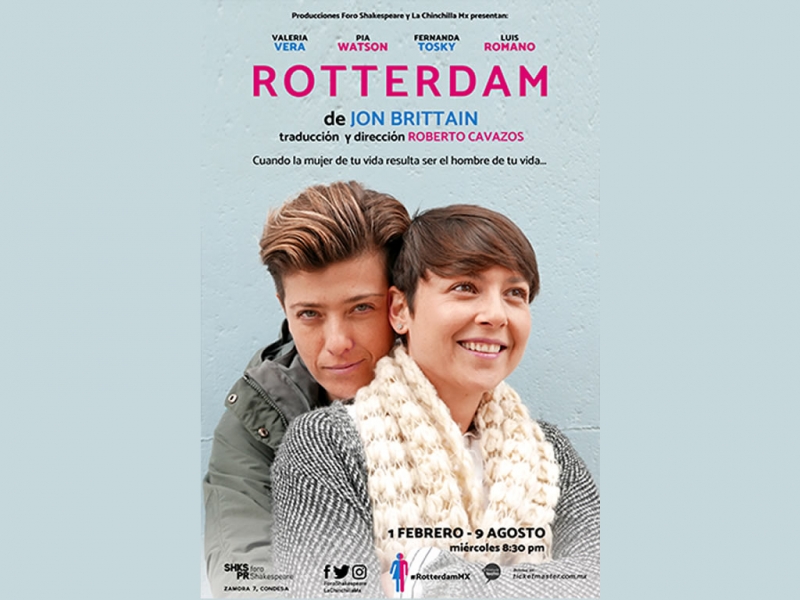 Producciones Foro Shakespeare y La Chinchilla Mx presentan:
VALERIA PIA FERNANDA LUIS
VERA WATSON TOSKY ROMANO
ROTTERDAM
de JON BRITTAIN
traducción y dirección ROBERTO CAVAZOS
Cuando la mujer de tu vida resulta ser el hombre de tu vida...
1 FEBRERO - 9 AGOSTO
miércoles 8:30 pm
SHKS foro
PR Shakespeare
ZAMORA 7, CONDESA
ForoShakespeare
LaChinchillaMx
#RotterdamMX
ticketmaster.com.mx